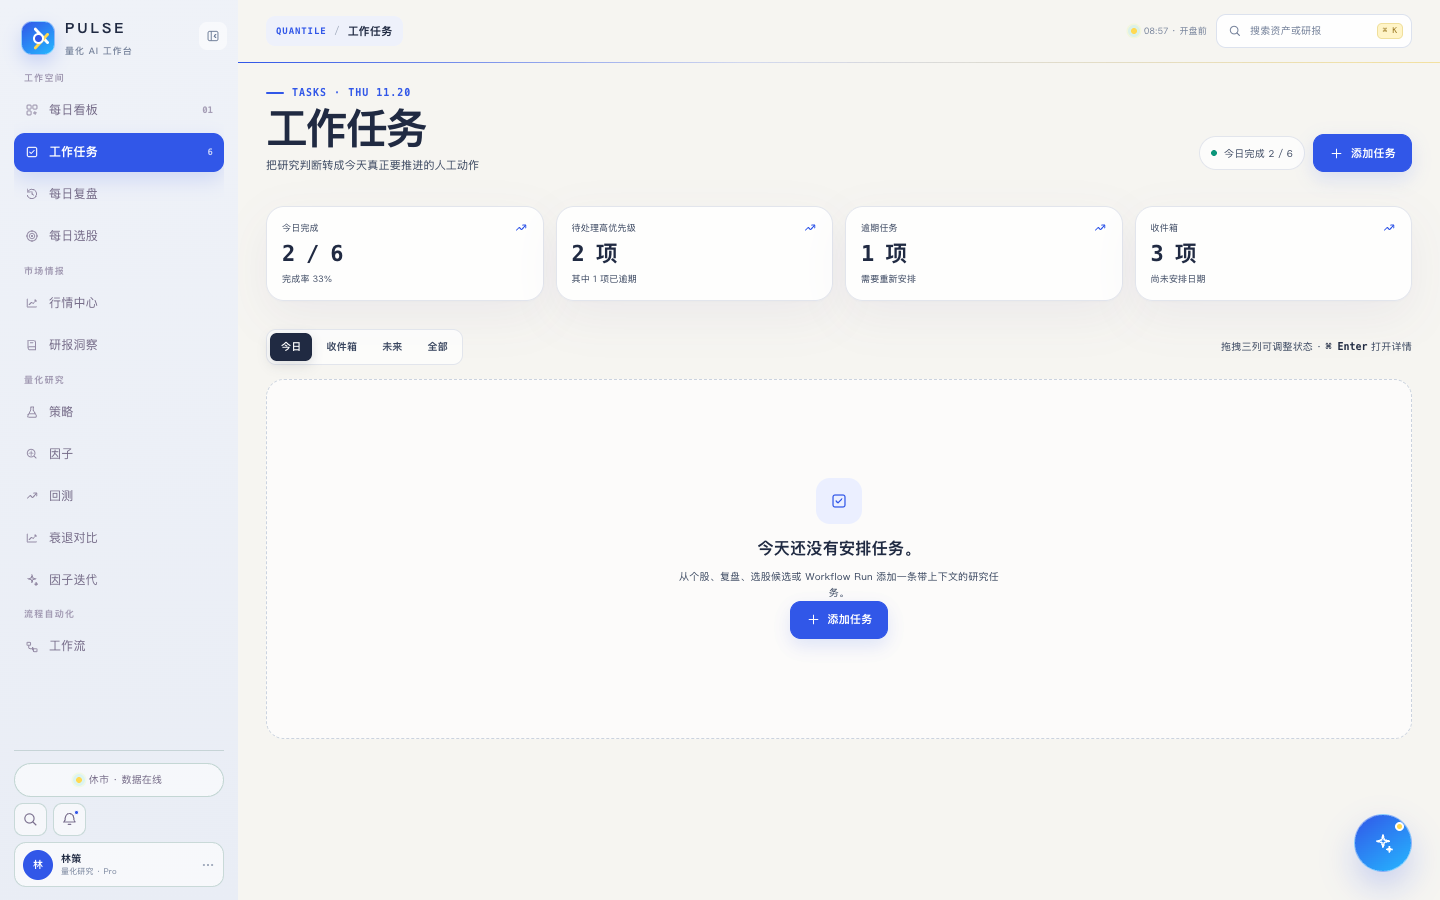 PULSE
量化 AI 工作台
工作空间
每日看板 01
工作任务 6
每日复盘
每日选股
市场情报
行情中心
研报洞察
量化研究
策略
因子
回测
衰退对比
因子迭代
流程自动化
工作流
休市 · 数据在线
林
林策
量化研究 · Pro
QUANTILE / 工作任务
08:57 · 开盘前
搜索资产或研报
⌘ K
TASKS · THU 11.20
工作任务
把研究判断转成今天真正要推进的人工动作
今日完成 2 / 6
添加任务
今日完成
2 / 6
完成率 33%
待处理高优先级
2 项
其中 1 项已逾期
逾期任务
1 项
需要重新安排
收件箱
3 项
尚未安排日期
今日
收件箱
未来
全部
拖拽三列可调整状态 · ⌘ Enter 打开详情
今天还没有安排任务。
从个股、复盘、选股候选或 Workflow Run 添加一条带上下文的研究任
务。
添加任务